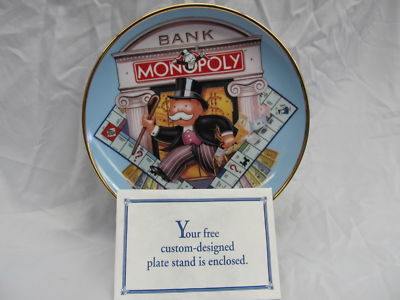 BANK
MONOPOLY
Your free
custom-designed
plate stand is enclosed.